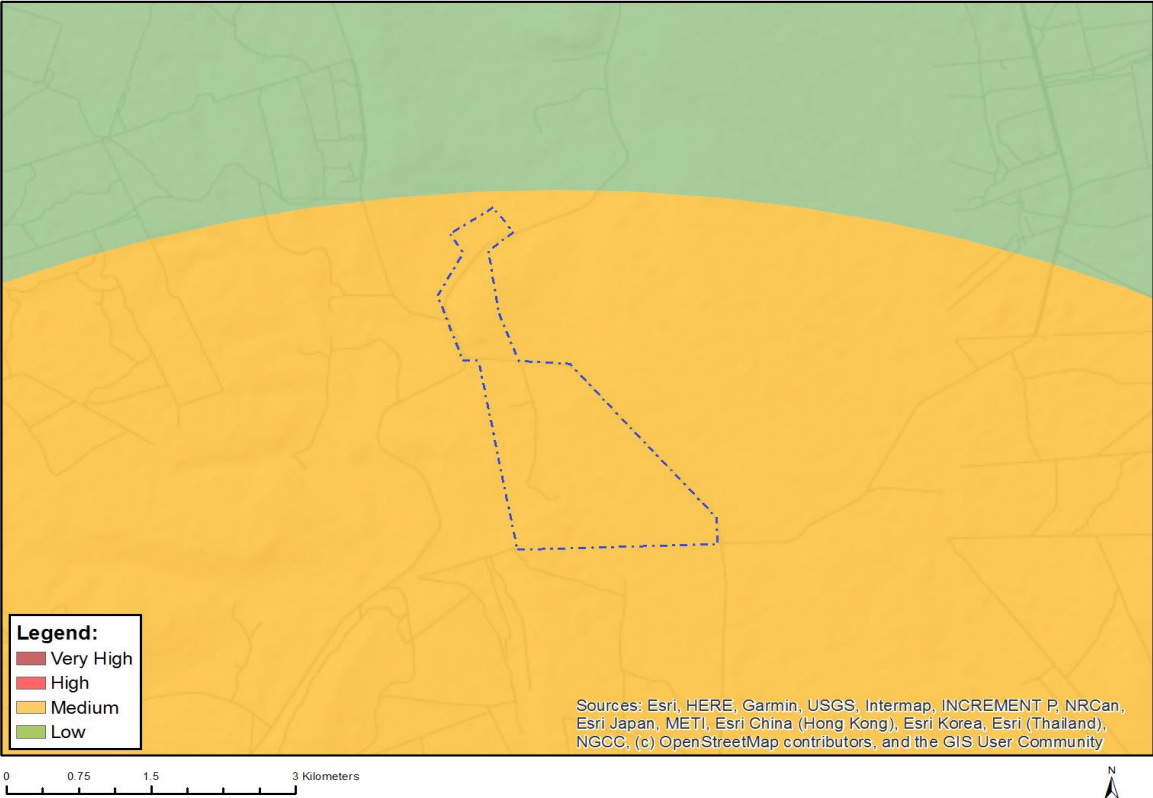 Legend:
Very High
High
Medium
Low
Sources: Esri, HERE, Garmin, USGS, Intermap, INCREMENT P, NRCan,
Esri Japan, METI, Esri China (Hong Kong), Esri Korea, Esri (Thailand),
NGCC, (c) OpenStreetMap contributors, and the GIS User Community
0 0.75 1.5 3 Kilometers
N